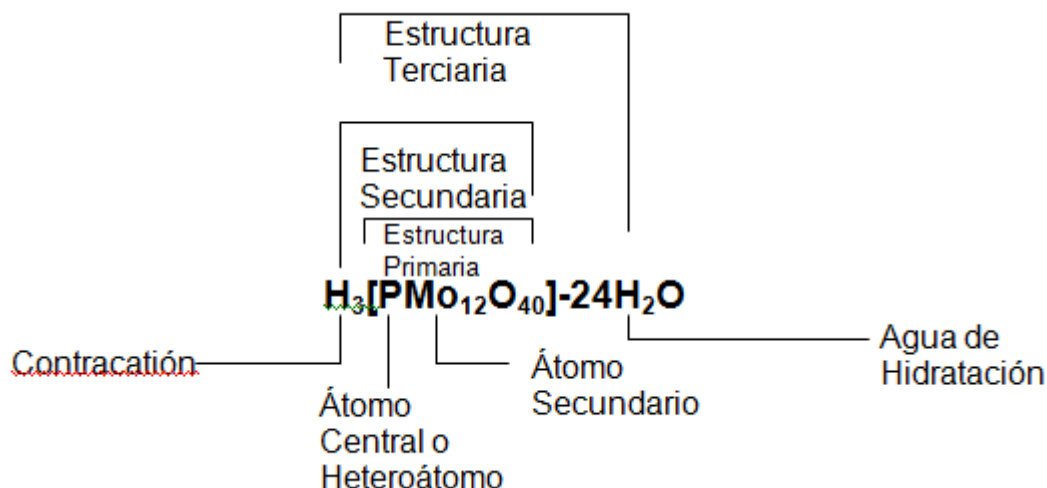 Estructura
Terciaria
Estructura
Secundaria
Estructura
Primaria
H₃[PMo₁₂O₄₀]-24H₂O
Contracatión
Átomo
Central o
Heteroátomo
Átomo
Secundario
Agua de
Hidratación